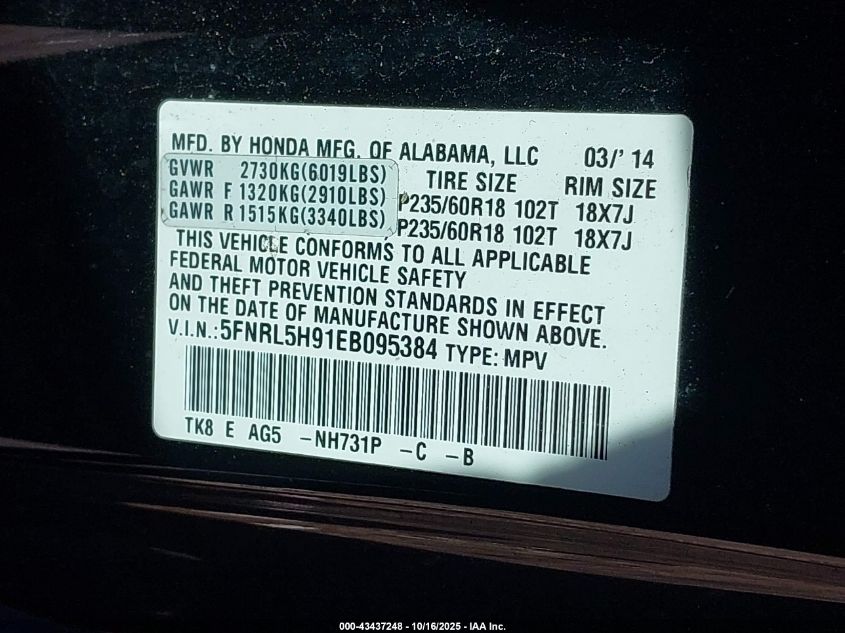 MFD. BY HONDA MFG. OF ALABAMA, LLC 03/' 14
GVWR 2730KG(6019LBS) TIRE SIZE RIM SIZE
GAWR F 1320KG(2910LBS) P235/60R18 102T 18X7J
GAWR R 1515KG(3340LBS) P235/60R18 102T 18X7J
THIS VEHICLE CONFORMS TO ALL APPLICABLE
FEDERAL MOTOR VEHICLE SAFETY
AND THEFT PREVENTION STANDARDS IN EFFECT
ON THE DATE OF MANUFACTURE SHOWN ABOVE.
V.I.N.:5FNRL5H91EB095384 TYPE: MPV
TK8 E AG5 -NH731P -C -B
000-43437248 - 10/16/2025 - IAA Inc.